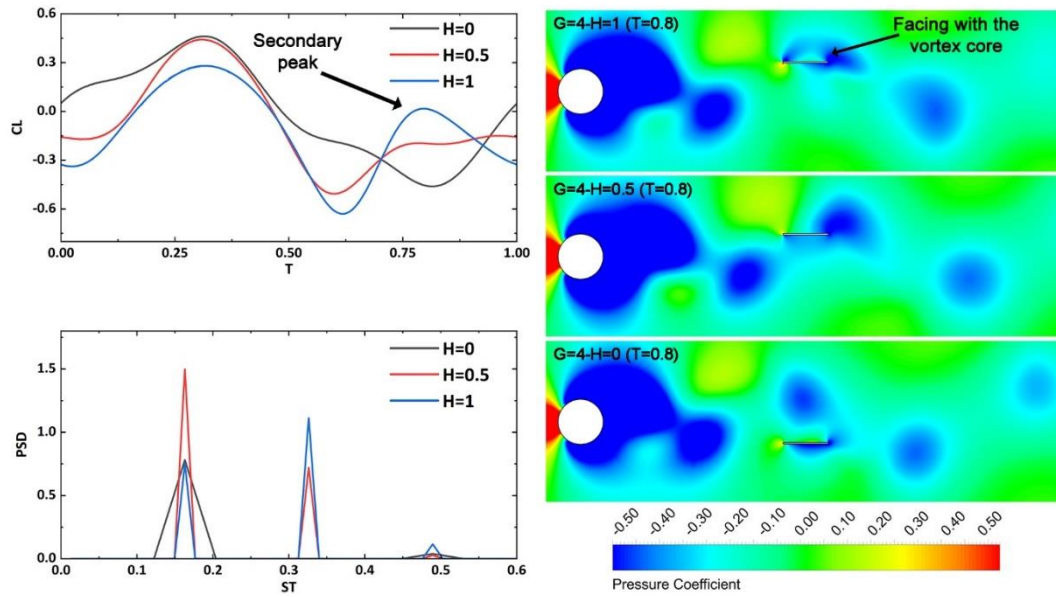 CL
0.3
0.0
-0.3
-0.6
0.00
0.25
0.50
0.75
1.00
T
H=0
H=0.5
H=1
Secondary
peak
PSD
1.5
1.0
0.5
0.0
0.0
0.1
0.2
0.3
0.4
0.5
0.6
ST
H=0
H=0.5
H=1
G=4-H=1 (T=0.8)
Facing with the
vortex core
G=4-H=0.5 (T=0.8)
G=4-H=0 (T=0.8)
-0.50
-0.40
-0.30
-0.20
-0.10
0.00
0.10
0.20
0.30
0.40
0.50
Pressure Coefficient